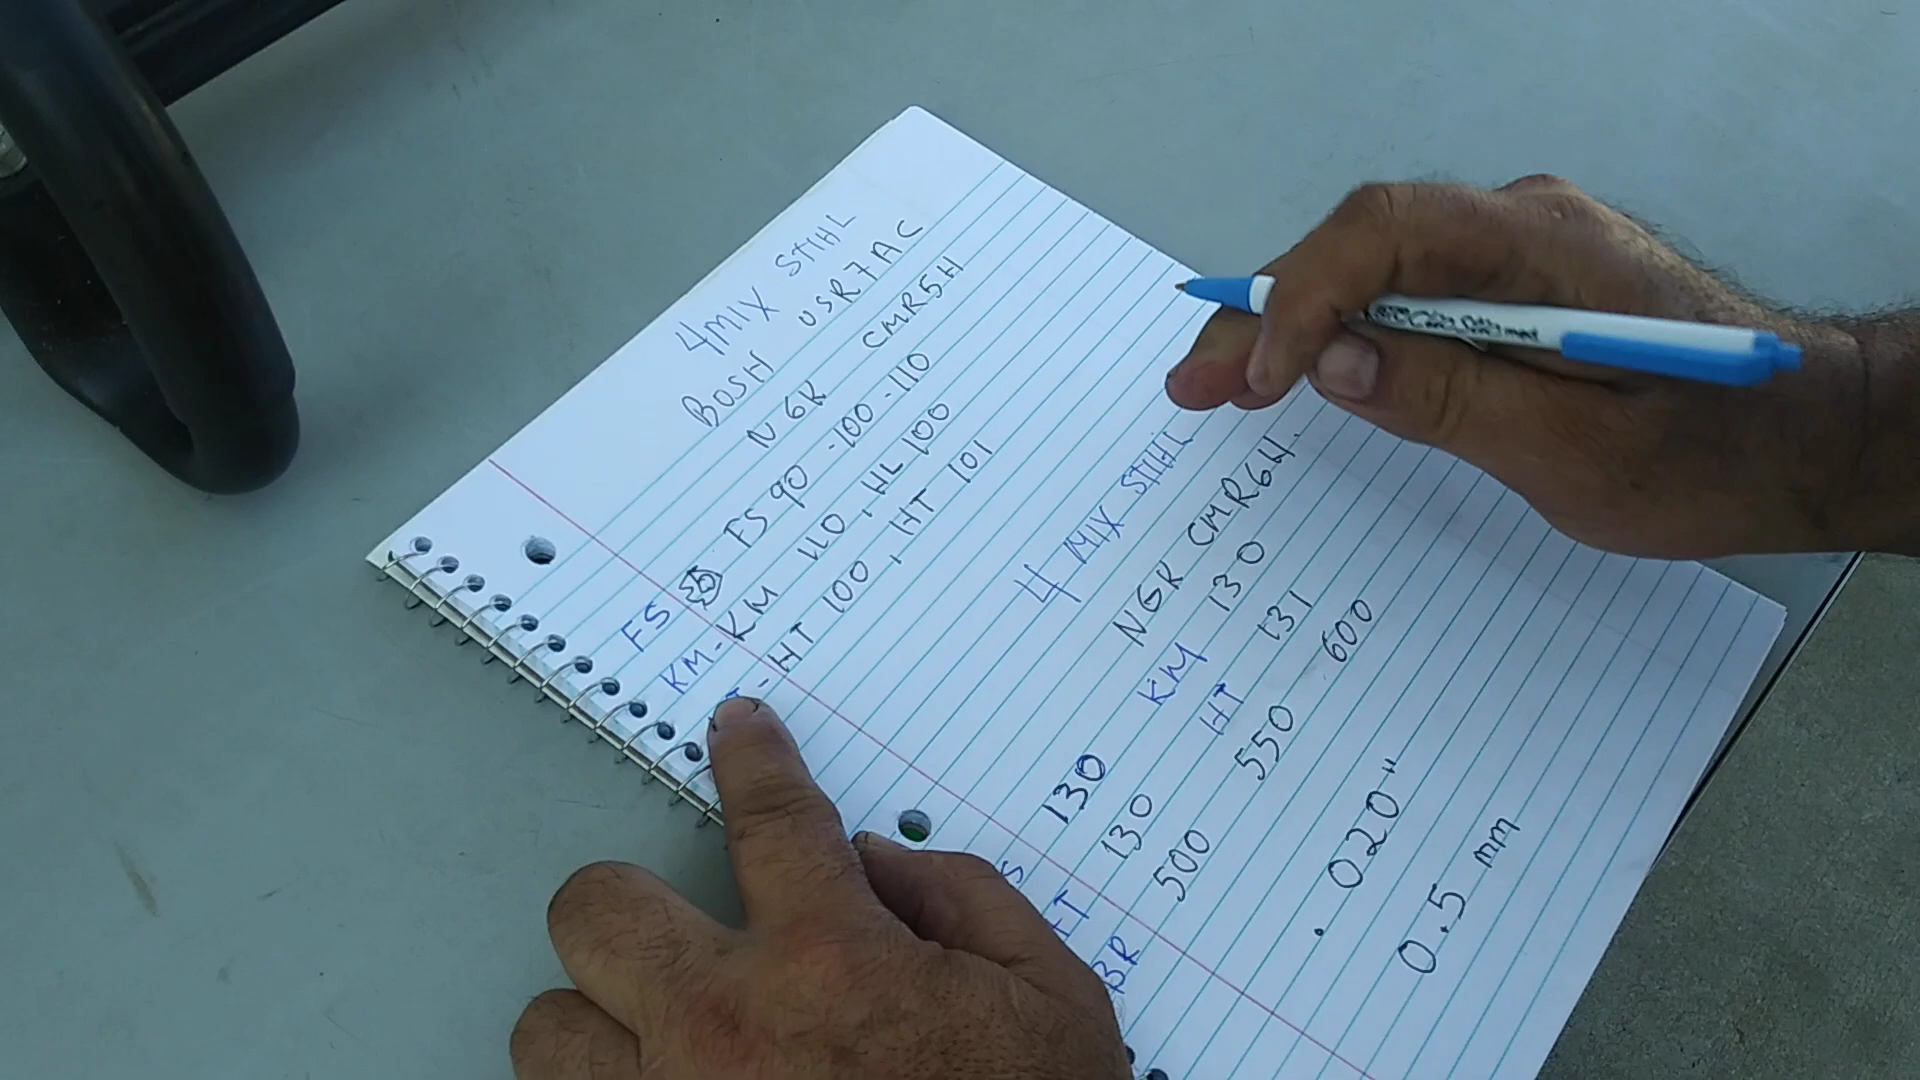 4MIX STIHL
BOSH USR7AC
NGK CMR5H
FS FS 90 -100 -110
KM - KM 110, HL 100
- HT 100, HT 101
4 MIX STIHL
NGK CMR6H.
S 130 KM 130
HT 130 HT 131
BR 500 550 600
.020"
0.5 mm